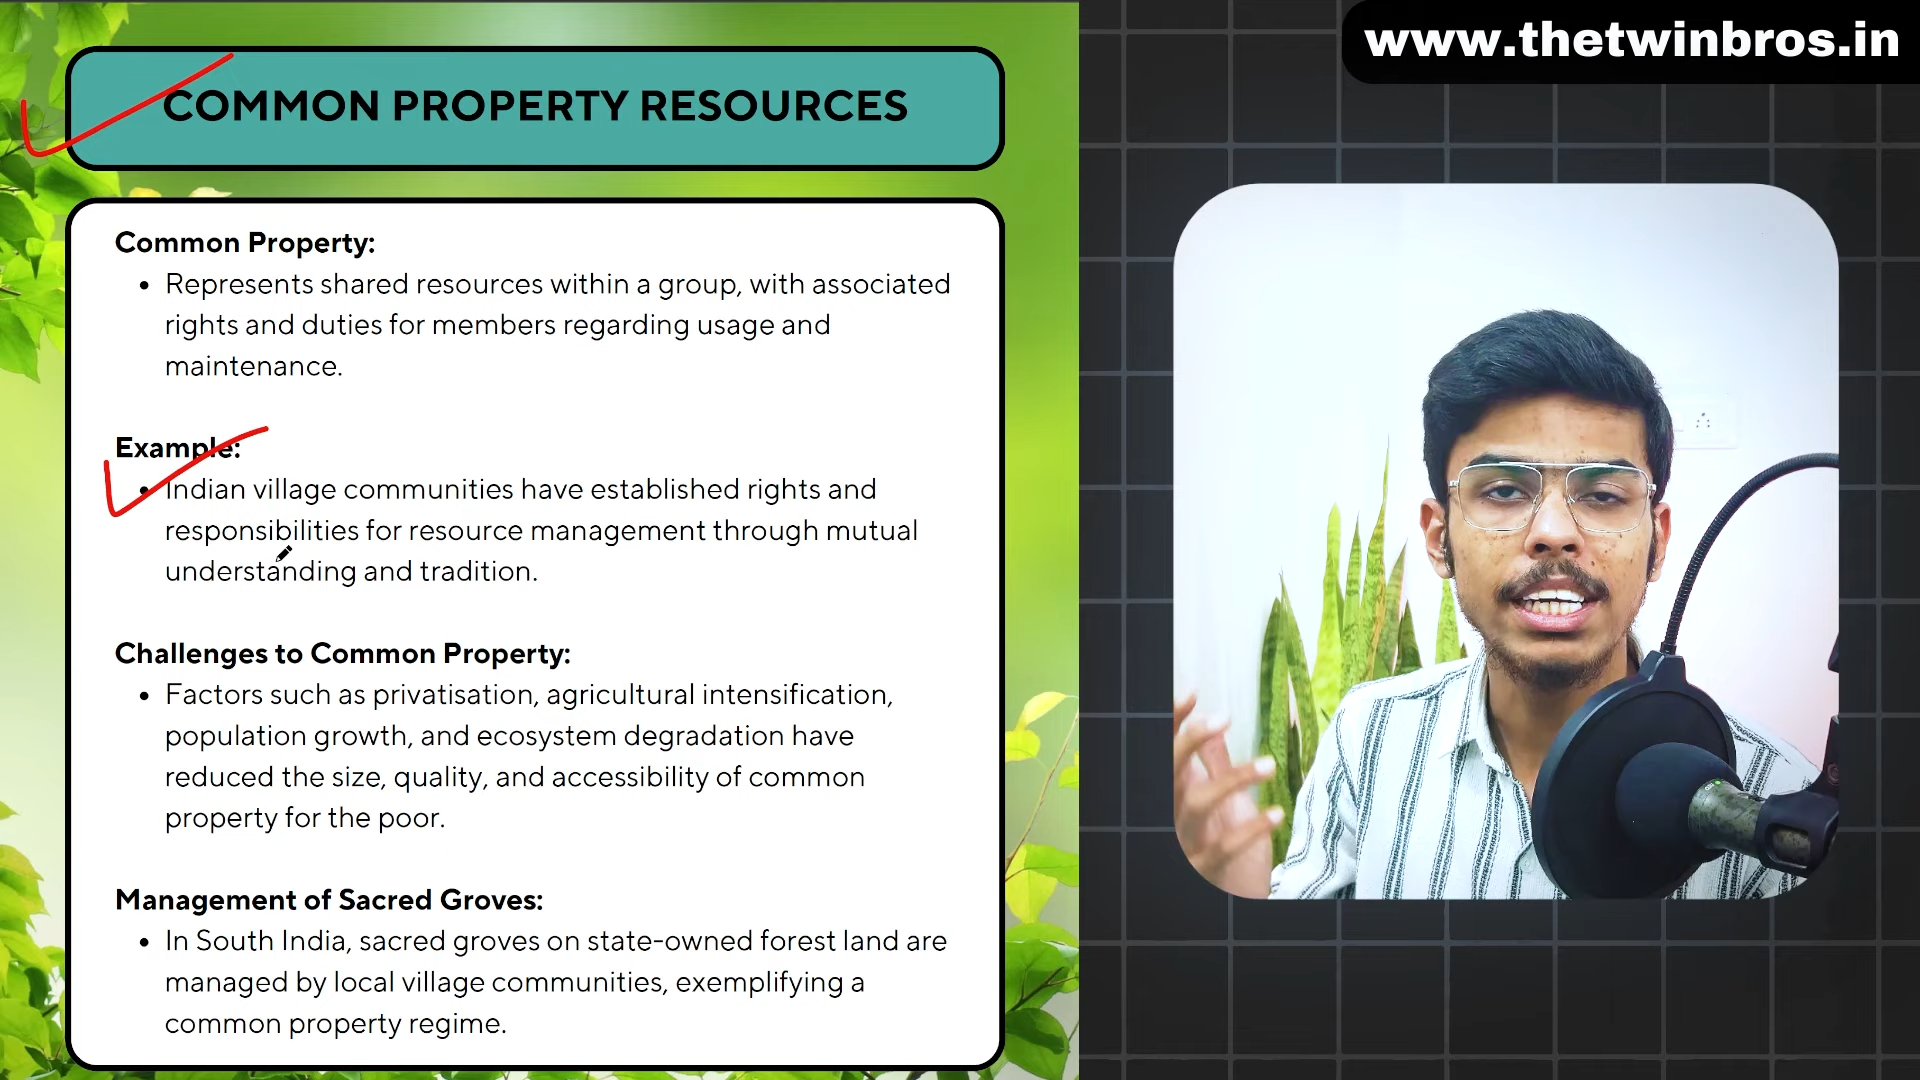 www.thetwinbros.in
COMMON PROPERTY RESOURCES
Common Property:
• Represents shared resources within a group, with associated
rights and duties for members regarding usage and
maintenance.
Example:
• Indian village communities have established rights and
responsibilities for resource management through mutual
understanding and tradition.
Challenges to Common Property:
• Factors such as privatisation, agricultural intensification,
population growth, and ecosystem degradation have
reduced the size, quality, and accessibility of common
property for the poor.
Management of Sacred Groves:
• In South India, sacred groves on state-owned forest land are
managed by local village communities, exemplifying a
common property regime.